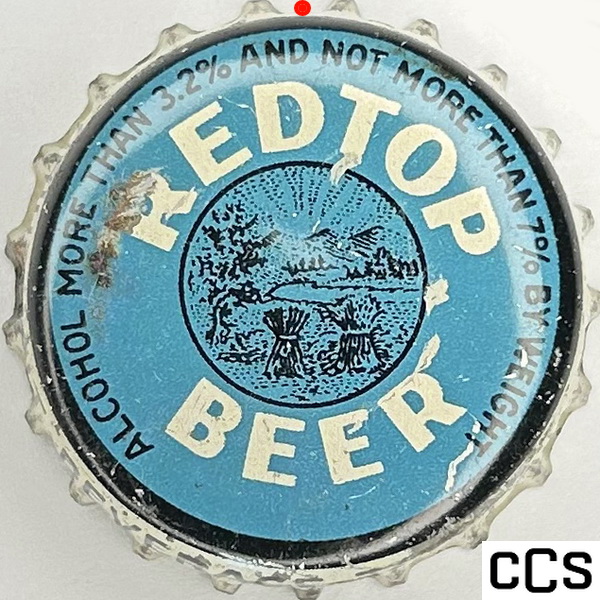 ALCOHOL MORE THAN 3.2% AND NOT MORE THAN 7% BY WEIGHT
REDTOP
BEER
CCS